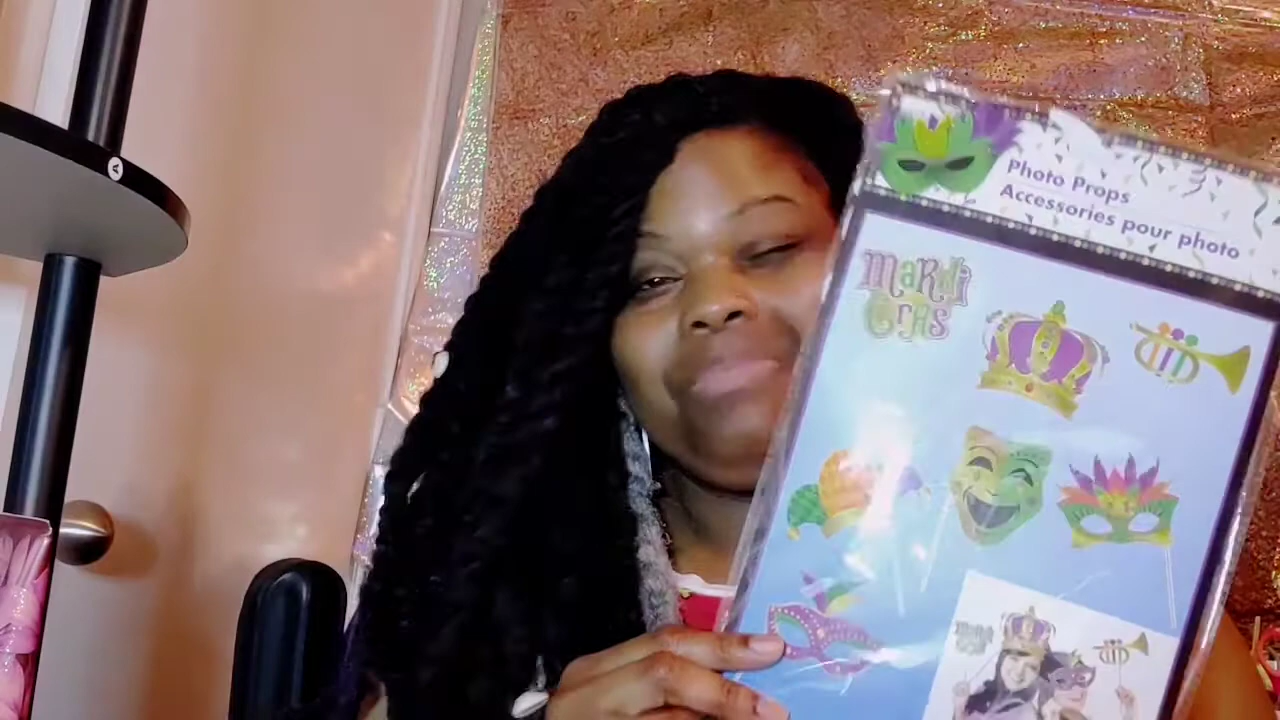 Photo Props
Accessories pour photo
MaRdi
GRas
A